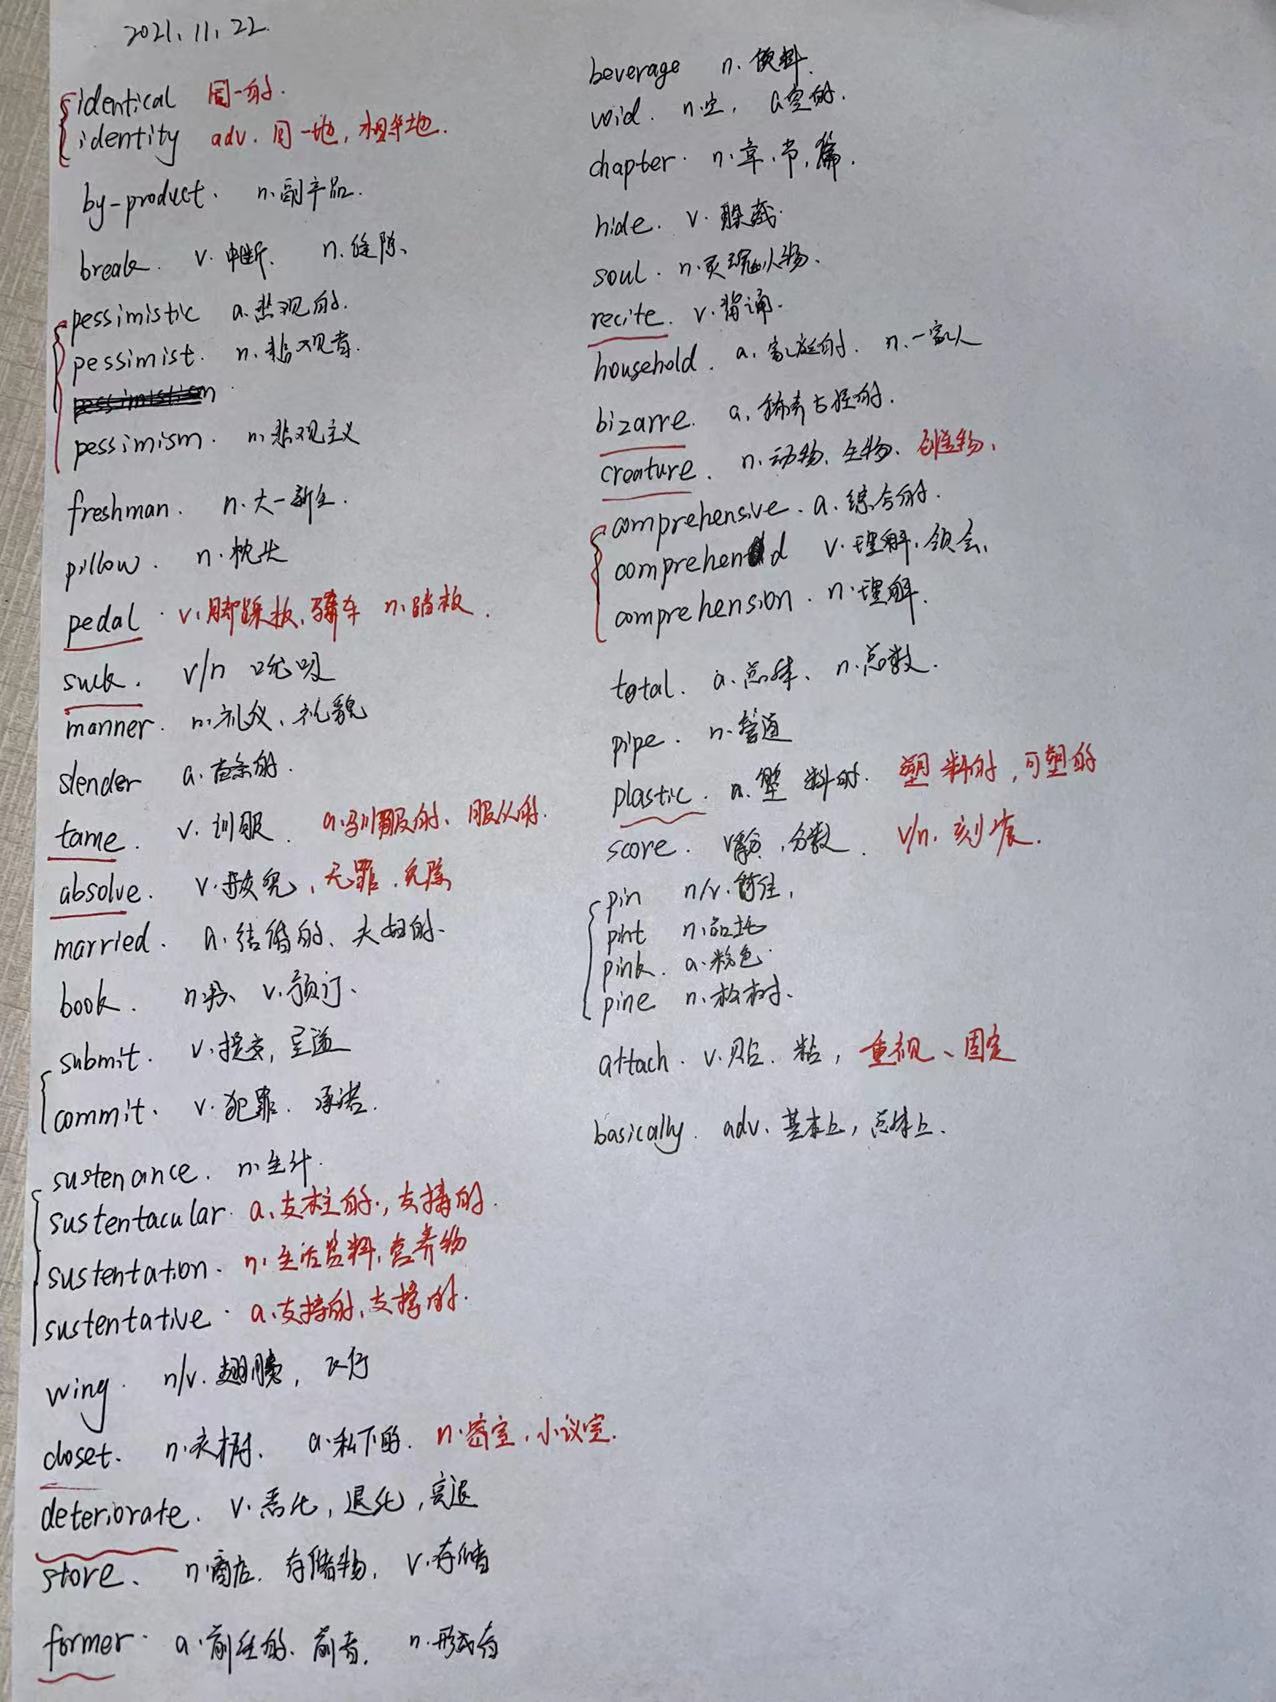 2021.11.22.
identical 同一的.
identity adv. 同一地,相等地.
by-product. n.副产品.
break. v.中断. n.缝隙、
pessimistic a.悲观的.
pessimist. n.悲观者.
pessimism. n.悲观主义
freshman. n.大一新生.
pillow. n.枕头
pedal. v.脚踩板、骑车 n.踏板.
suck. v/n 吮吸
manner. n.礼仪、礼貌
slender a.苗条的.
tame. v.训服. a.驯服的、服从的.
absolve. v.赦免,无罪.免除
married. a.结婚的、夫妇的.
book. n.书、v.预订.
submit. v.提交,呈递
commit. v.犯罪.承诺.
sustenance. n.生计.
sustentacular. a.支柱的.,支撑的.
sustentation. n.生活资料,营养物
sustentative. a.支持的,支撑的.
wing. n/v.翅膀,飞行
closet. n.衣橱. a.私下的. n.密室,小议室.
deteriorate. v.恶化,退化,衰退
store、 n.商店.存储物, v.存储
former. a.前任的、前者. n.形成者
beverage n.饮料.
void. n.空, a空的.
chapter. n.章.节,篇.
hide. v.躲藏.
soul. n.灵魂人物.
recite. v.背诵.
household. a.家庭的. n.一家人
bizarre. a.稀奇古怪的.
creature. n.动物、生物、创造物、
comprehensive. a.综合的.
comprehend v.理解.领会、
comprehension. n.理解.
total. a.总体、n.总数.
pipe. n.管道
plastic. n.塑料的. 塑料的,可塑的
score. 分数. v/n.刻痕.
pin n/v.钉住,
pint n.品脱
pink. a.粉色.
pine n.松树.
attach. v.贴.粘,重视、固定
basically. adv.基本上,总体上.